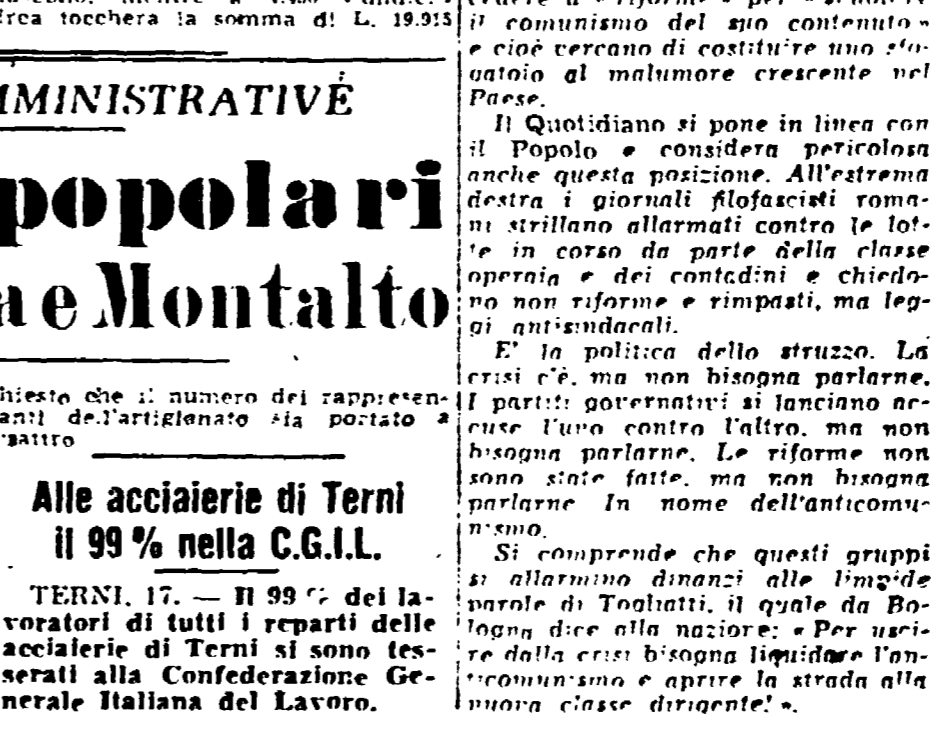 tocchera la somma di L. 19.915
MMINISTRATIVE
popolari
a e Montalto
hiesto che il numero dei rappresen-
anti dell'artigianato sia portato a
quattro
Alle acciaierie di Terni
il 99 % nella C.G.I.L.
TERNI, 17. — Il 99 % dei la-
voratori di tutti i reparti delle
acciaierie di Terni si sono tes-
serati alla Confederazione Ge-
nerale Italiana del Lavoro.
il comunismo del suo contenuto »
e cioè cercano di costituire uno sfo-
gatoio al malumore crescente nel
Paese.
Il Quotidiano si pone in linea con
il Popolo e considera pericolosa
anche questa posizione. All'estrema
destra i giornali filofascisti roma-
ni strillano allarmati contro le lot-
te in corso da parte della classe
operaia e dei contadini e chiedo-
no non riforme e rimpasti, ma leg-
gi antisindacali.
E' la politica dello struzzo. La
crisi c'è, ma non bisogna parlarne.
I partiti governativi si lanciano ac-
cuse l'uno contro l'altro, ma non
bisogna parlarne. Le riforme non
sono state fatte, ma non bisogna
parlarne In nome dell'anticomu-
nismo.
Si comprende che questi gruppi
si allarmino dinanzi alle limpide
parole di Togliatti, il quale da Bo-
logna dice alla nazione: « Per usci-
re dalla crisi bisogna liquidare l'an-
ticomunismo e aprire la strada alla
nuova classe dirigente! ».